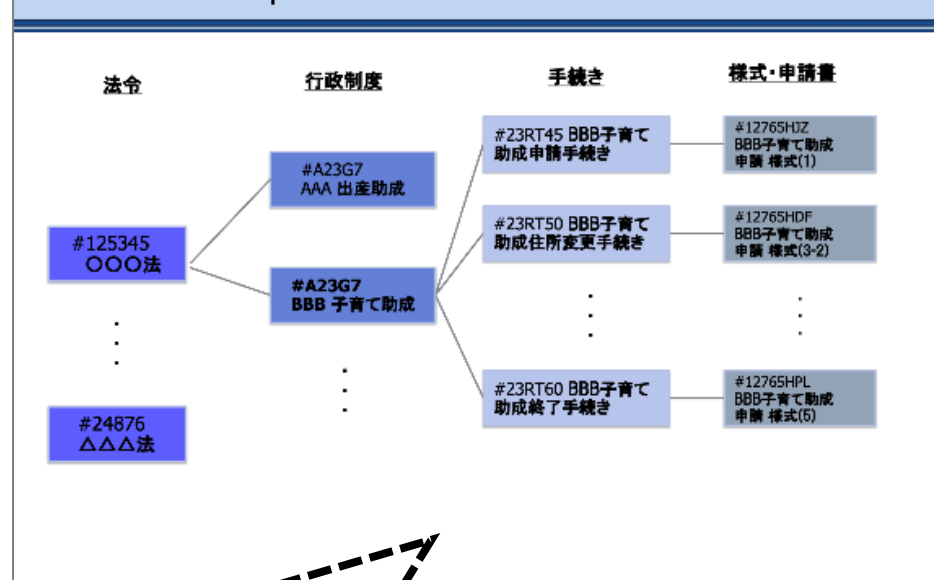 法令
行政制度
手続き
様式・申請書
#125345
〇〇〇法
#24876
△△△法
#A23G7
AAA 出産助成
#A23G7
BBB 子育て助成
#23RT45 BBB子育て
助成申請手続き
#23RT50 BBB子育て
助成住所変更手続き
#23RT60 BBB子育て
助成終了手続き
#12765HJZ
BBB子育て助成
申請 様式(1)
#12765HDF
BBB子育て助成
申請 様式(3-2)
#12765HPL
BBB子育て助成
申請 様式(5)